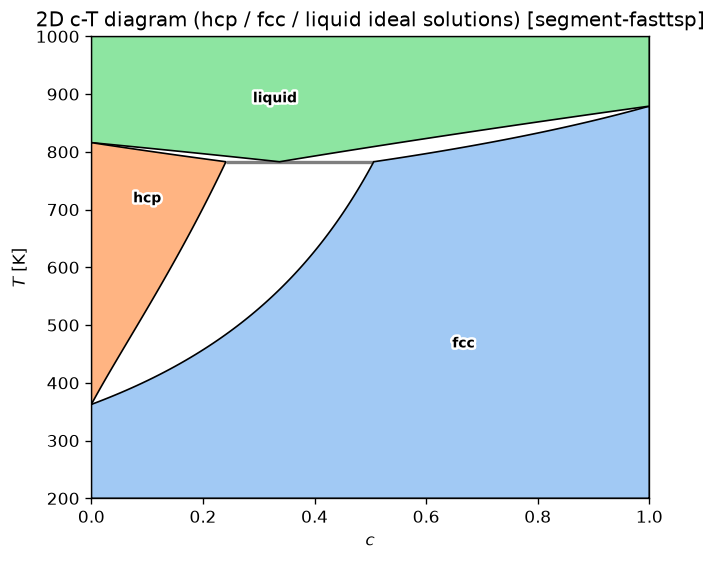 2D c-T diagram (hcp / fcc / liquid ideal solutions) [segment-fasttsp]
1000
900
800
700
600
500
400
300
200
T [K]
liquid
hcp
fcc
0.0 0.2 0.4 0.6 0.8 1.0
c